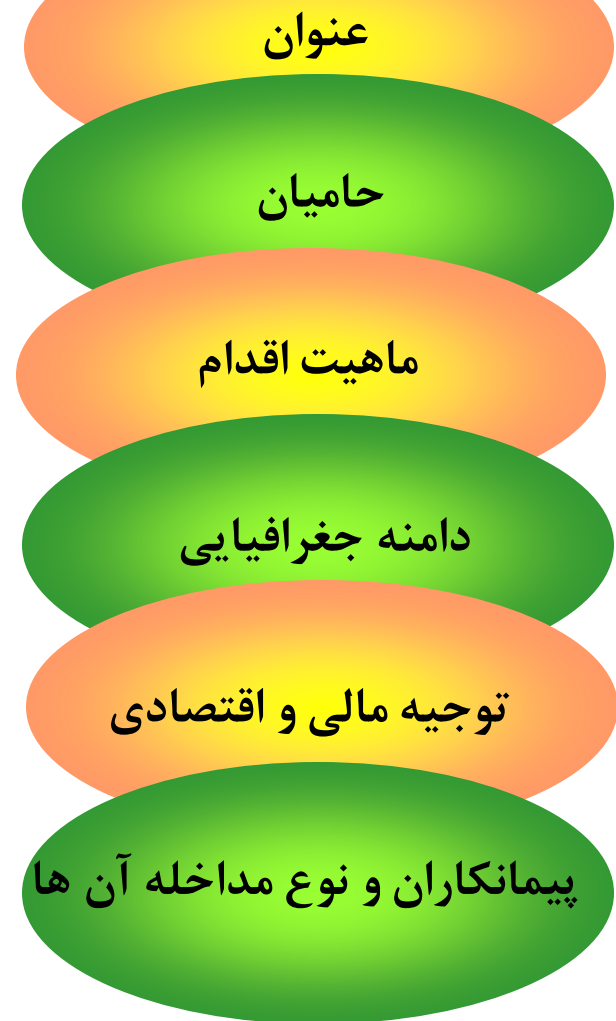 عنوان
حامیان
ماهیت اقدام
دامنه جغرافیایی
توجیه مالی و اقتصادی
پیمانکاران و نوع مداخله آن ها